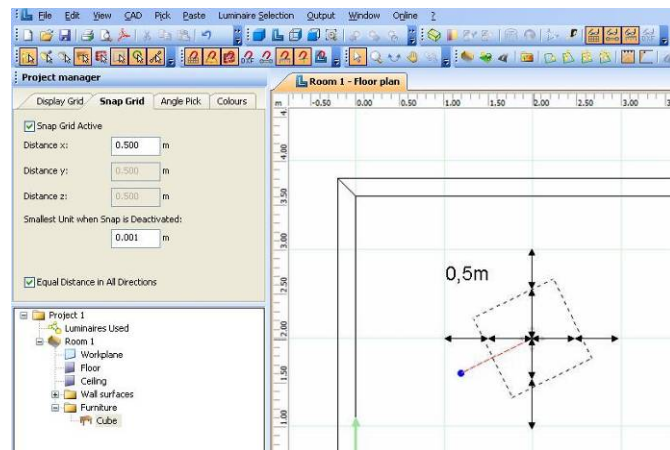 File Edit View CAD Pick Paste Luminaire Selection Output Window Online ?
Project manager
Display Grid Snap Grid Angle Pick Colours
Snap Grid Active
Distance x: 0.500 m
Distance y: 0.500 m
Distance z: 0.500 m
Smallest Unit when Snap is Deactivated:
0.001 m
Equal Distance in All Directions
Project 1
Luminaires Used
Room 1
Workplane
Floor
Ceiling
Wall surfaces
Furniture
Cube
Room 1 - Floor plan
m -0.50 0.00 0.50 1.00 1.50 2.00 2.50 3.00 3.5
4.00
3.50
3.00
2.50
2.00
1.50
1.00
0,5m